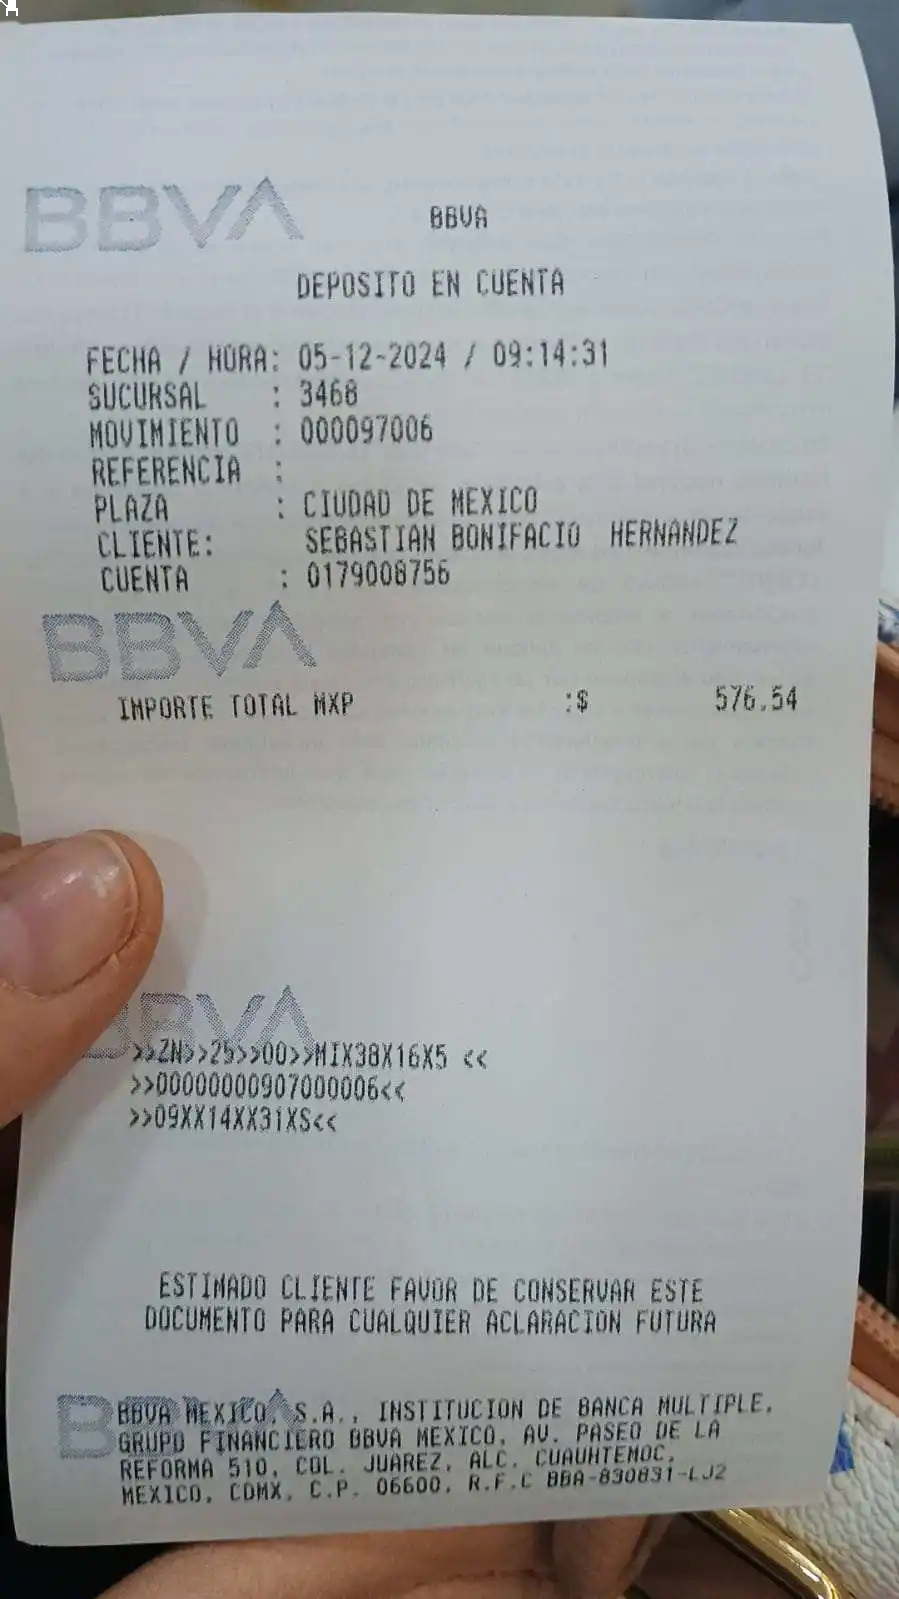 BBVA
BBVA
DEPOSITO EN CUENTA
FECHA / HORA: 05-12-2024 / 09:14:31
SUCURSAL : 3468
MOVIMIENTO : 000097006
REFERENCIA :
PLAZA : CIUDAD DE MEXICO
CLIENTE: SEBASTIAN BONIFACIO HERNANDEZ
CUENTA : 0179008756
BBVA
IMPORTE TOTAL MXP :$ 576.54
BBVA
>>ZN>>25>>00>>MIX38X16X5 <<
>>00000000907000006<<
>>09XX14XX31XS<<
ESTIMADO CLIENTE FAVOR DE CONSERVAR ESTE
DOCUMENTO PARA CUALQUIER ACLARACION FUTURA
BBVA
BBVA MEXICO, S.A., INSTITUCION DE BANCA MULTIPLE,
GRUPO FINANCIERO BBVA MEXICO, AV. PASEO DE LA
REFORMA 510, COL. JUAREZ, ALC. CUAUHTEMOC,
MEXICO, CDMX, C.P. 06600, R.F.C BBA-830831-LJ2